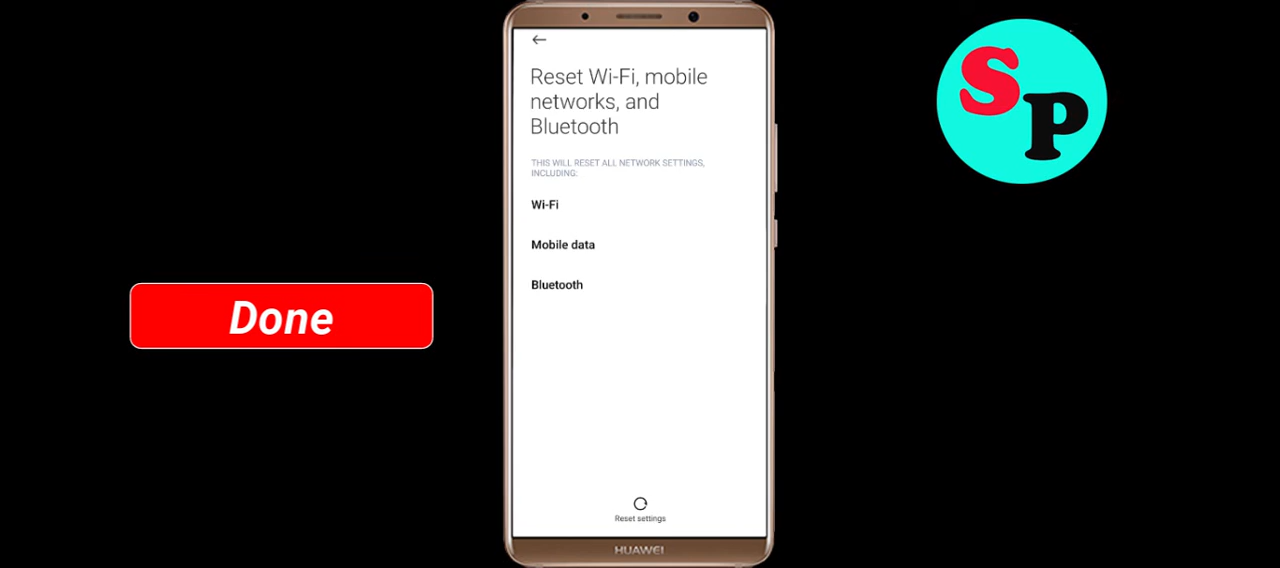 Reset Wi-Fi, mobile
networks, and
Bluetooth
THIS WILL RESET ALL NETWORK SETTINGS,
INCLUDING:
Wi-Fi
Mobile data
Bluetooth
Reset settings
HUAWEI
Done
SP